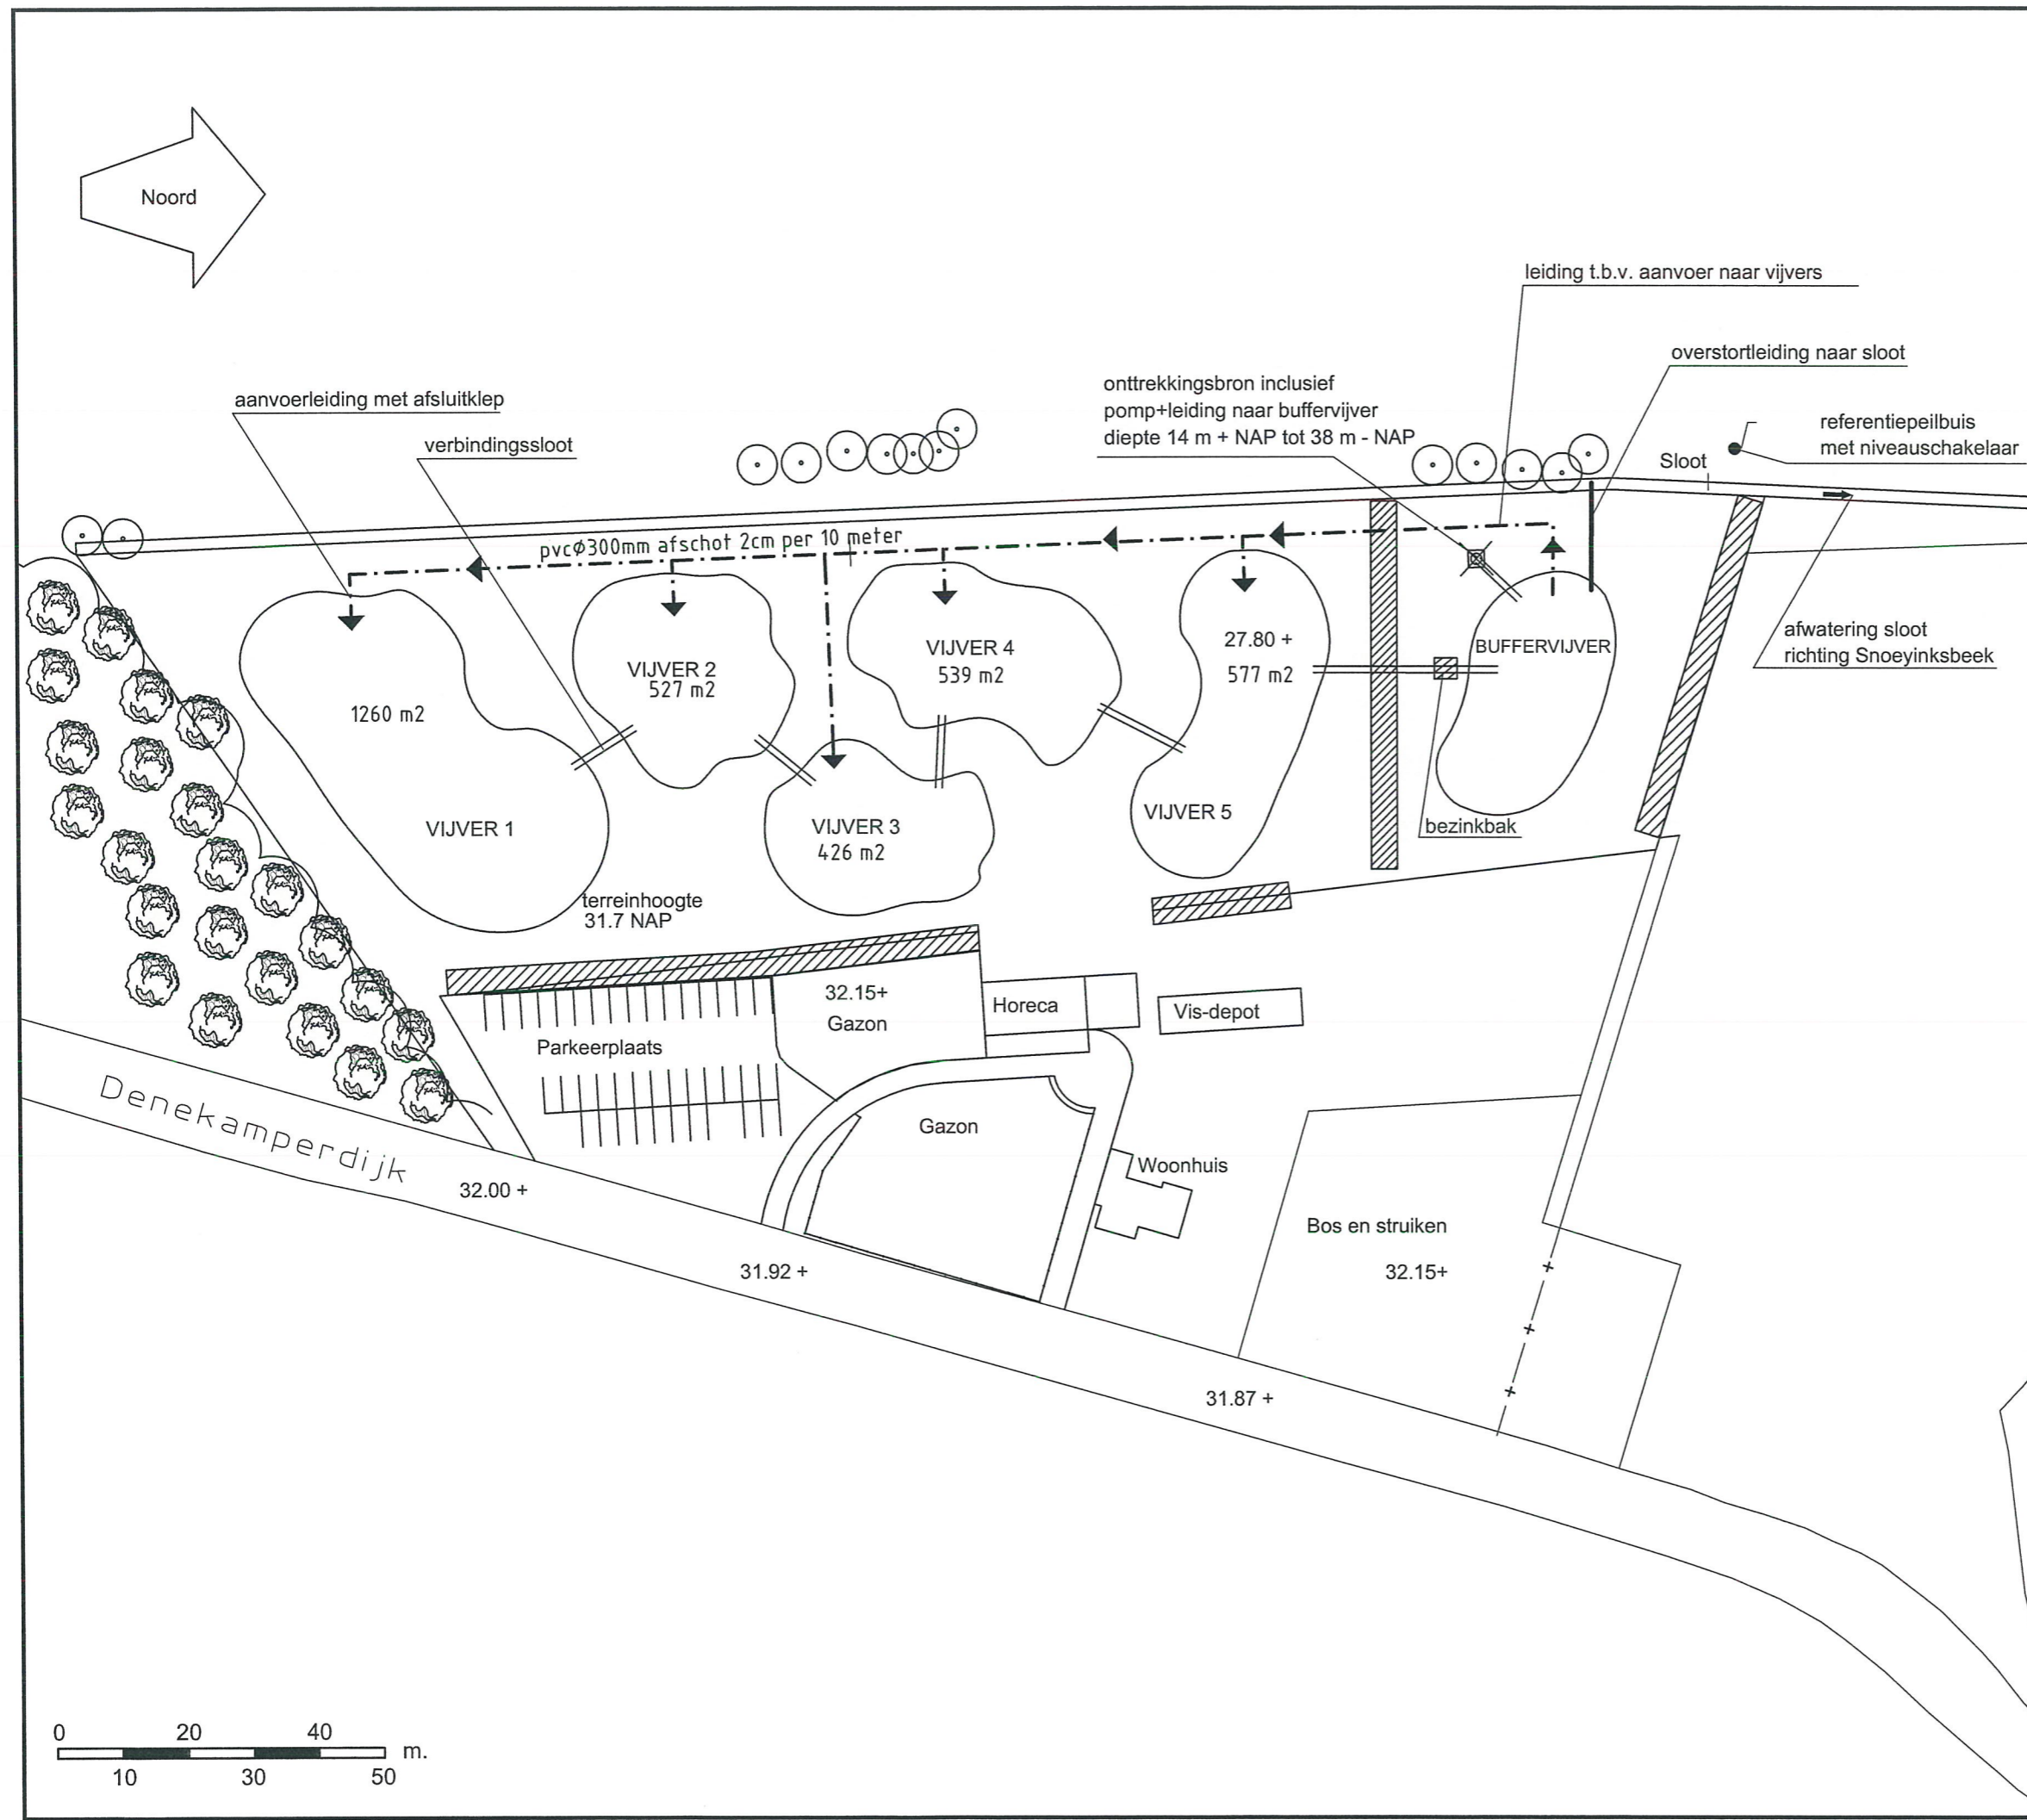 Noord
leiding t.b.v. aanvoer naar vijvers
overstortleiding naar sloot
onttrekkingsbron inclusief
pomp+leiding naar buffervijver
diepte 14 m + NAP tot 38 m - NAP
aanvoerleiding met afsluitklep
verbindingssloot
referentiepeilbuis
met niveauschakelaar
Sloot
pvcφ300mm afschot 2cm per 10 meter
afwatering sloot
richting Snoeyinksbeek
27.80 +
577 m2
VIJVER 5
BUFFERVIJVER
bezinkbak
VIJVER 4
539 m2
VIJVER 2
527 m2
1260 m2
VIJVER 1
VIJVER 3
426 m2
terreinhoogte
31.7 NAP
32.15+
Gazon
Horeca
Vis-depot
Parkeerplaats
Gazon
Woonhuis
Denekamperdijk
32.00 +
31.92 +
31.87 +
Bos en struiken
32.15+
0 20 40
m.
10 30 50